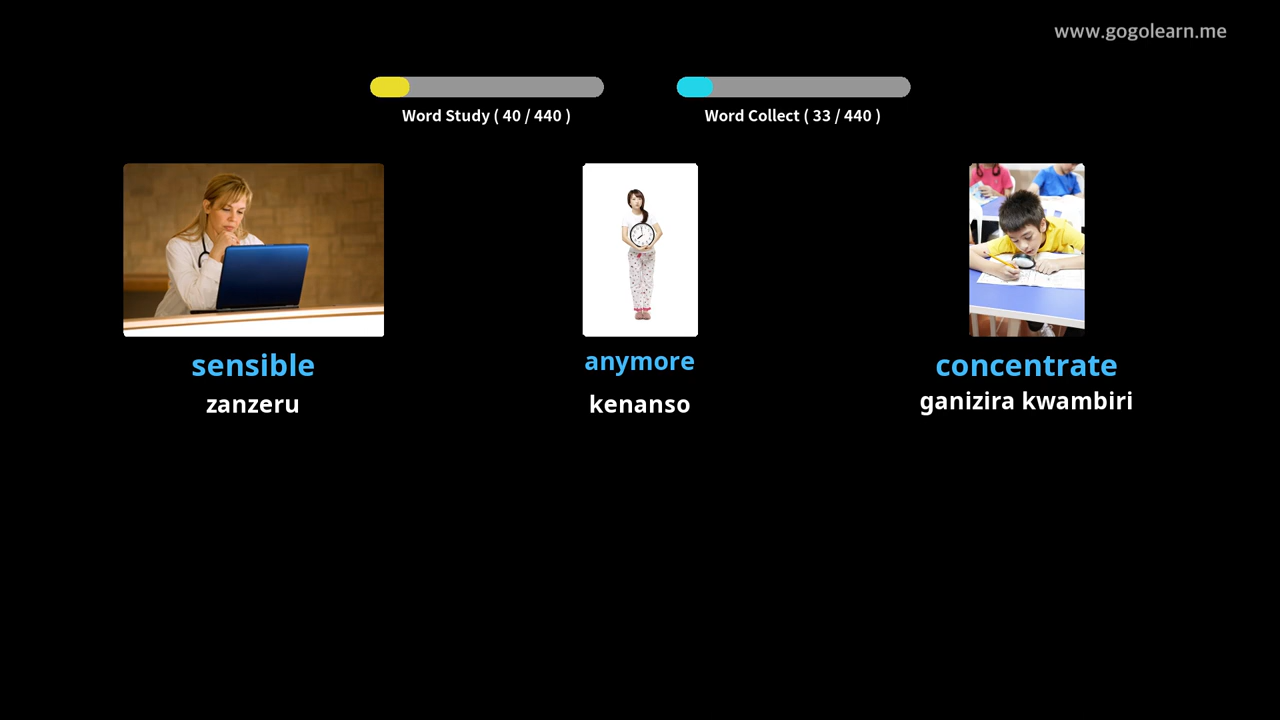 www.gogolearn.me
Word Study ( 40 / 440 )
Word Collect ( 33 / 440 )
sensible
zanzeru
anymore
kenanso
concentrate
ganizira kwambiri